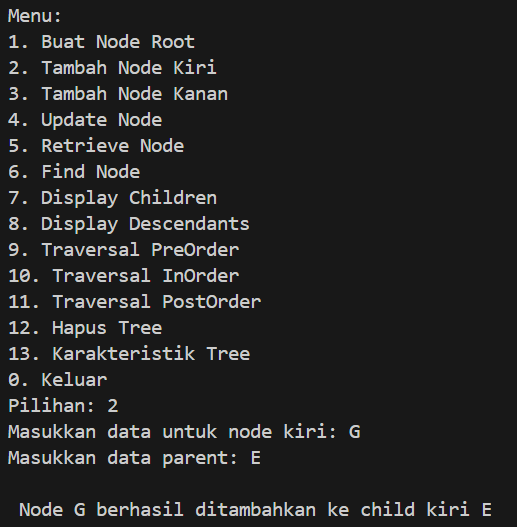 Menu:
1. Buat Node Root
2. Tambah Node Kiri
3. Tambah Node Kanan
4. Update Node
5. Retrieve Node
6. Find Node
7. Display Children
8. Display Descendants
9. Traversal PreOrder
10. Traversal InOrder
11. Traversal PostOrder
12. Hapus Tree
13. Karakteristik Tree
0. Keluar
Pilihan: 2
Masukkan data untuk node kiri: G
Masukkan data parent: E
Node G berhasil ditambahkan ke child kiri E